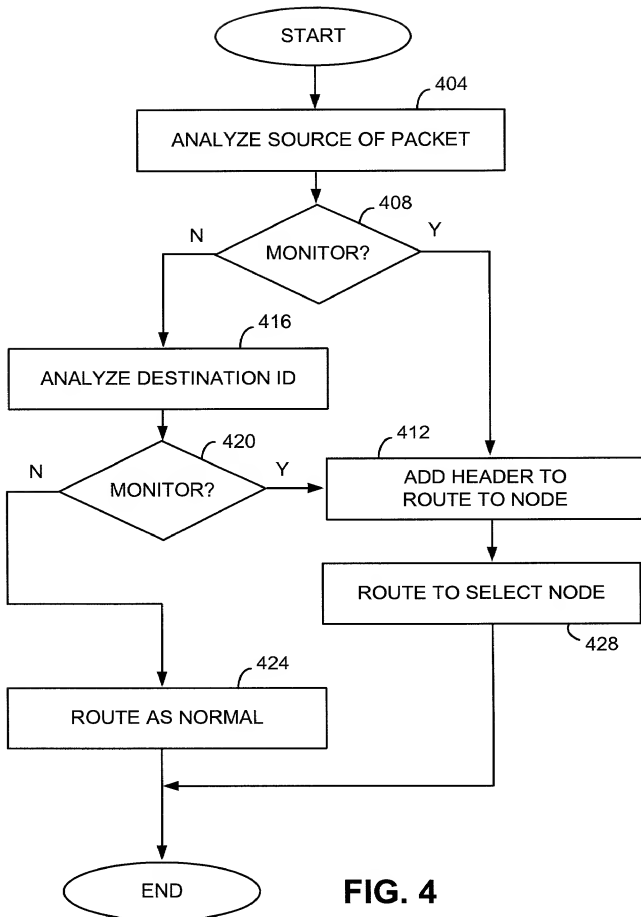 START
404
ANALYZE SOURCE OF PACKET
408
N
MONITOR?
Y
416
ANALYZE DESTINATION ID
420
N
MONITOR?
Y
412
ADD HEADER TO
ROUTE TO NODE
ROUTE TO SELECT NODE
428
424
ROUTE AS NORMAL
END
FIG. 4